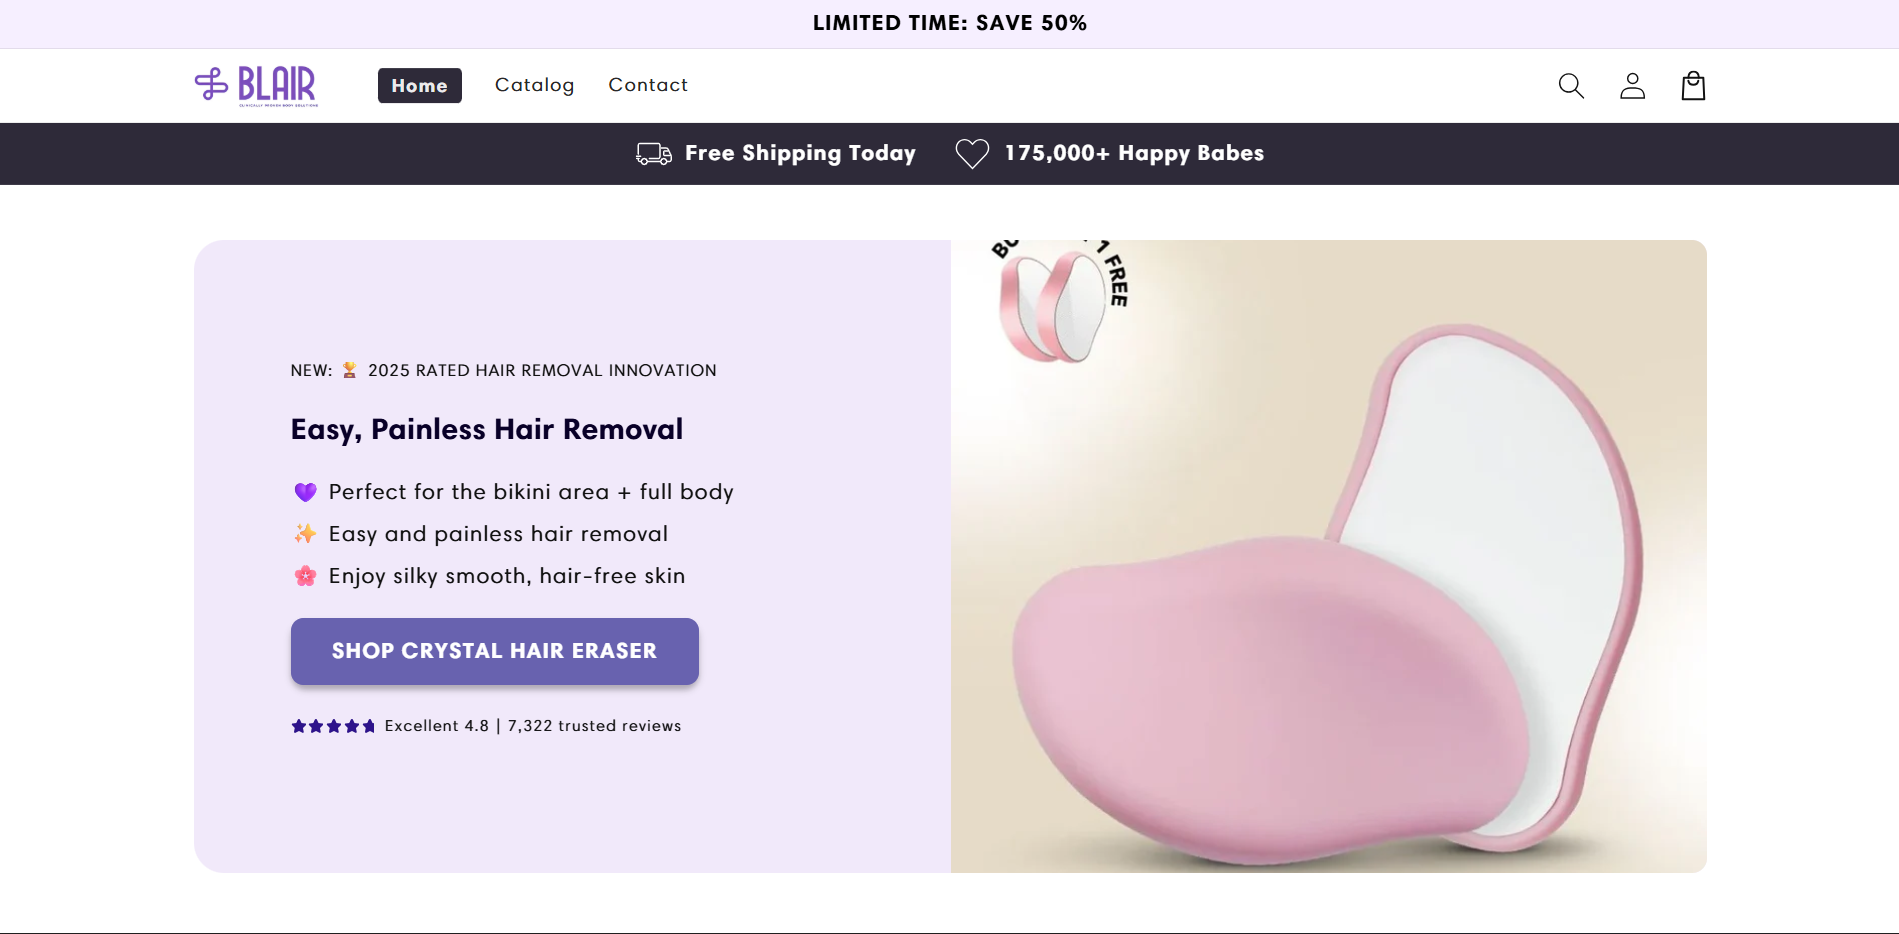 LIMITED TIME: SAVE 50%
BLAIR
CLINICALLY PROVEN BODY SOLUTIONS
Home
Catalog
Contact
Free Shipping Today
175,000+ Happy Babes
NEW: 🏆 2025 RATED HAIR REMOVAL INNOVATION
Easy, Painless Hair Removal
💜 Perfect for the bikini area + full body
✨ Easy and painless hair removal
🌸 Enjoy silky smooth, hair-free skin
SHOP CRYSTAL HAIR ERASER
Excellent 4.8 | 7,322 trusted reviews
1 FREE